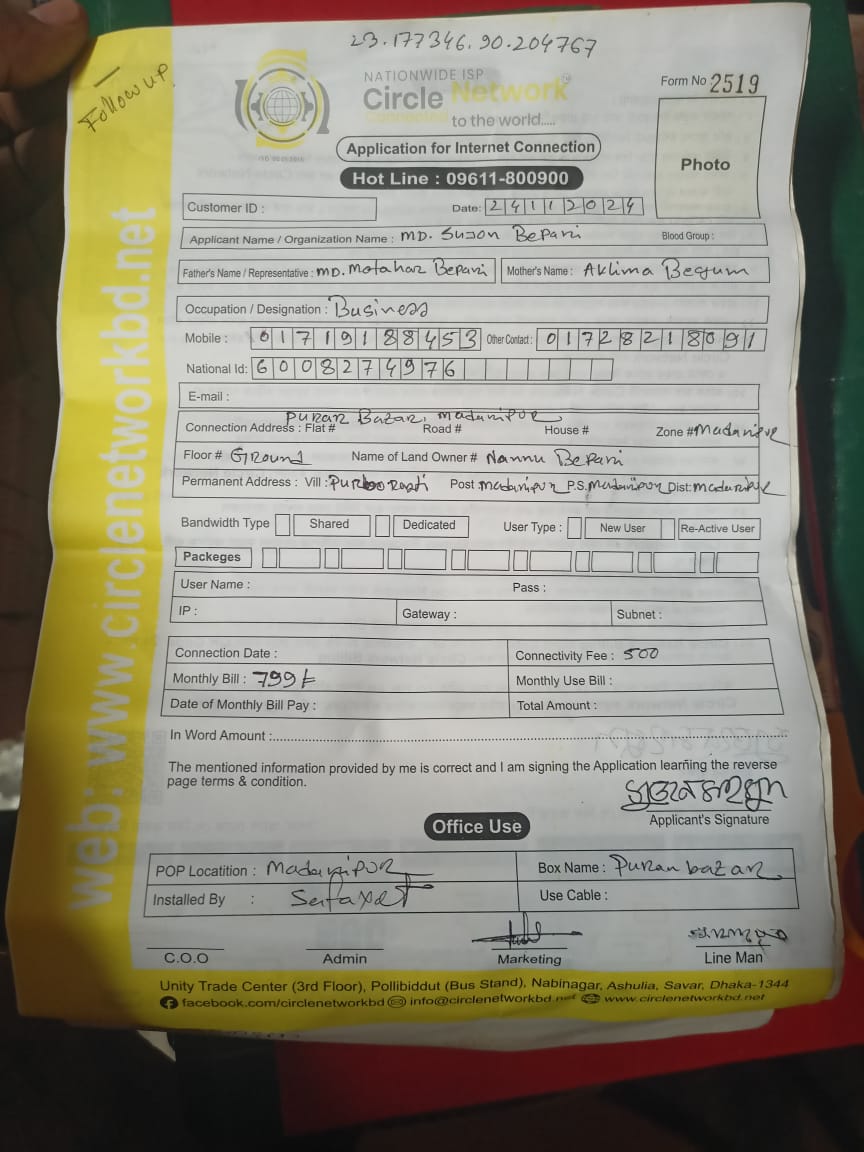 23.177346.90.204767
Follow up
NATIONWIDE ISP
Circle Network
Connected to the world.....
Form No 2519
Photo
Application for Internet Connection
Hot Line : 09611-800900
Customer ID :
Date: 24112024
Applicant Name / Organization Name : MD. Sujon Bepari Blood Group :
Father's Name / Representative : MD. Motahar Bepari Mother's Name : Aklima Begum
Occupation / Designation : Business
Mobile : 01719188453 Other Contact : 01728218091
National Id: 6008274976
E-mail :
Puran Bazar, Madaripur
Connection Address : Flat # Road # House # Zone # Madaripur
Floor # Ground Name of Land Owner # Nannu Bepari
Permanent Address : Vill : Post Madaripur P.S. Madaripur Dist: Madaripur
Bandwidth Type Shared Dedicated User Type : New User Re-Active User
Packeges
User Name : Pass :
IP : Gateway : Subnet :
Connection Date : Connectivity Fee : 500
Monthly Bill : 799 Monthly Use Bill :
Date of Monthly Bill Pay : Total Amount :
In Word Amount :
The mentioned information provided by me is correct and I am signing the Application learning the reverse
page terms & condition.
Applicant's Signature
Office Use
POP Locatition : Madaripur Box Name : Puran bazar
Installed By : Use Cable :
C.O.O Admin Marketing Line Man
Unity Trade Center (3rd Floor), Pollibiddut (Bus Stand), Nabinagar, Ashulia, Savar, Dhaka-1344
facebook.com/circlenetworkbd info@circlenetworkbd.net www.circlenetworkbd.net
web: www.circlenetworkbd.net